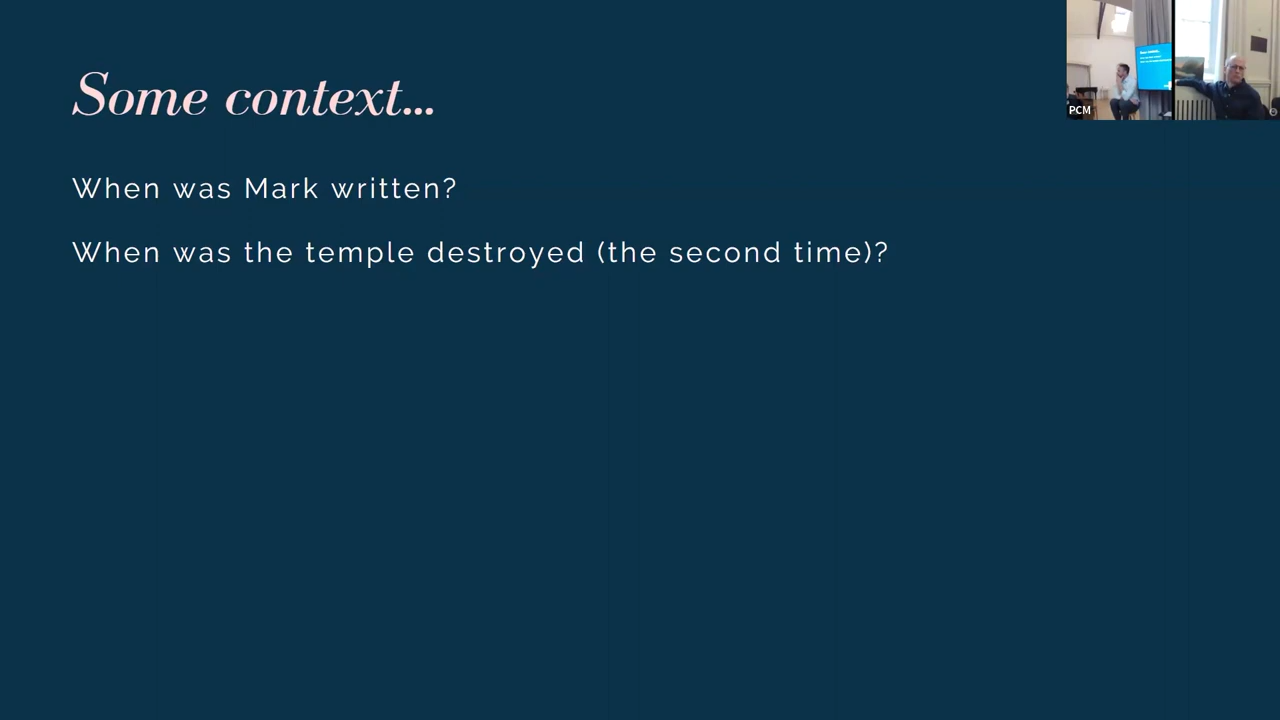 Some context...
When was Mark written?
When was the temple destroyed (the second time)?
PCM